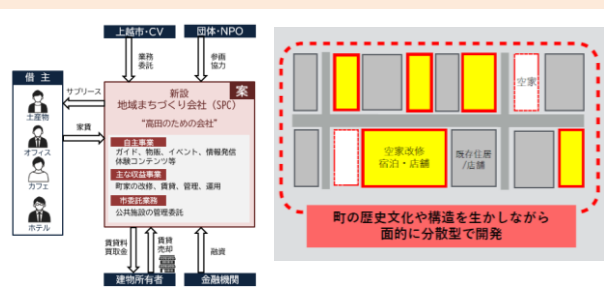 上越市・CV
団体・NPO
業務
委託
参画
協力
借 主
土産物
オフィス
カフェ
ホテル
サブリース
家賃
案
新設
地域まちづくり会社（SPC）
“高田のための会社”
自主事業
ガイド、物販、イベント、情報発信
体験コンテンツ等
主な収益事業
町家の改修、賃貸、管理、運用
市委託業務
公共施設の管理委託
賃貸料
買取金
賃貸
売却
融資
建物所有者
金融機関
空家
空家改修
宿泊・店舗
既存住居
/店舗
町の歴史文化や構造を生かしながら
面的に分散型で開発